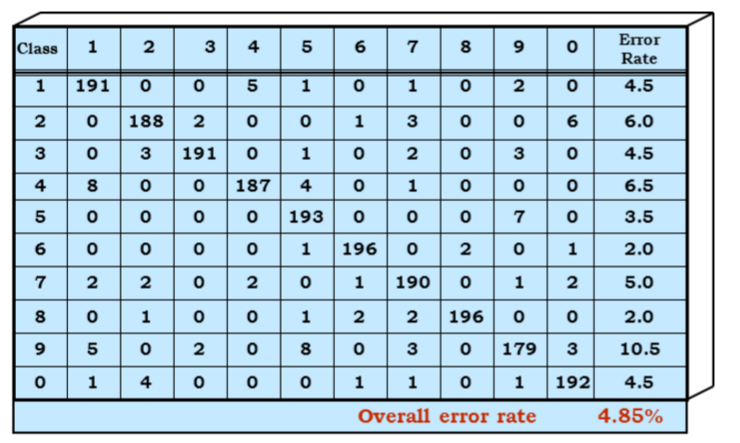 Class 1 2 3 4 5 6 7 8 9 0 Error Rate
1 191 0 0 5 1 0 1 0 2 0 4.5
2 0 188 2 0 0 1 3 0 0 6 6.0
3 0 3 191 0 1 0 2 0 3 0 4.5
4 8 0 0 187 4 0 1 0 0 0 6.5
5 0 0 0 0 193 0 0 0 7 0 3.5
6 0 0 0 0 1 196 0 2 0 1 2.0
7 2 2 0 2 0 1 190 0 1 2 5.0
8 0 1 0 0 1 2 2 196 0 0 2.0
9 5 0 2 0 8 0 3 0 179 3 10.5
0 1 4 0 0 0 1 1 0 1 192 4.5
Overall error rate 4.85%